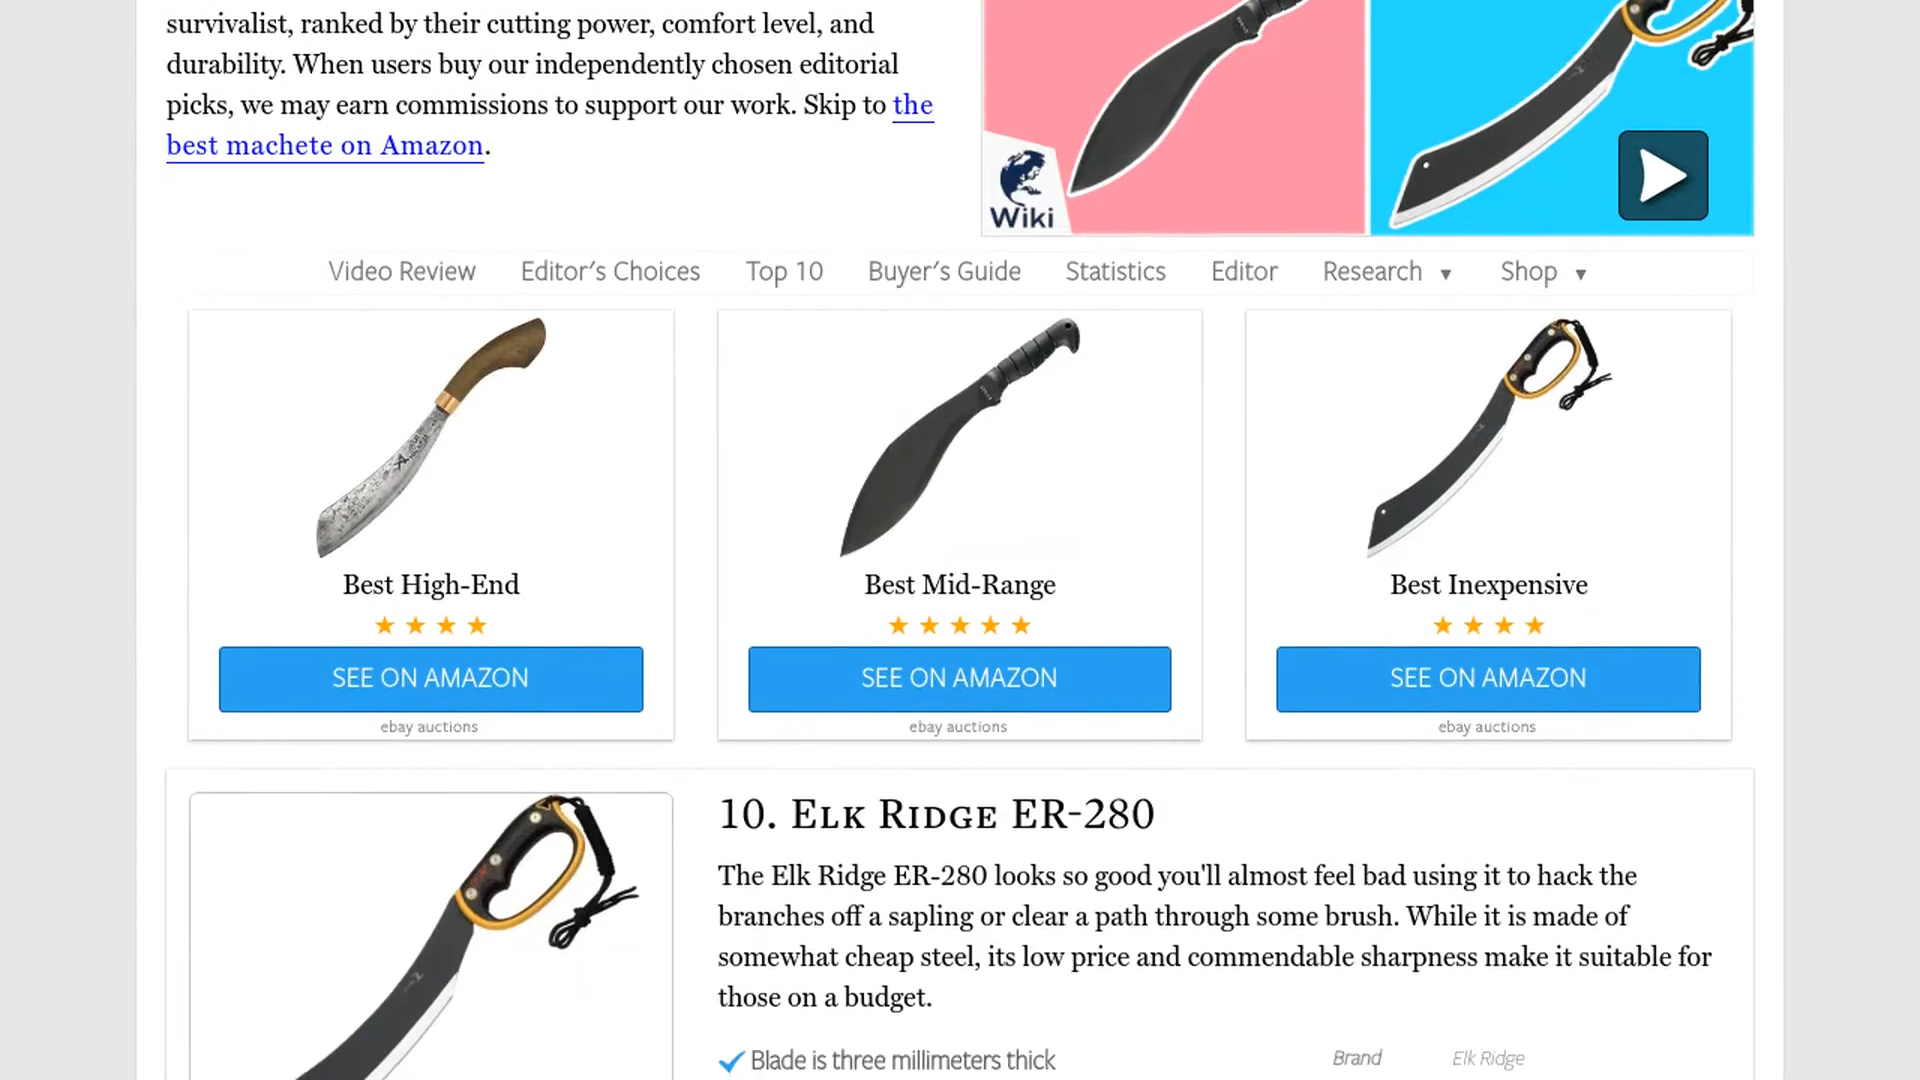 survivalist, ranked by their cutting power, comfort level, and
durability. When users buy our independently chosen editorial
picks, we may earn commissions to support our work. Skip to the
best machete on Amazon.
Wiki
Video Review Editor's Choices Top 10 Buyer's Guide Statistics Editor Research ▼ Shop ▼
Best High-End
SEE ON AMAZON
ebay auctions
Best Mid-Range
SEE ON AMAZON
ebay auctions
Best Inexpensive
SEE ON AMAZON
ebay auctions
10. Elk Ridge ER-280
The Elk Ridge ER-280 looks so good you'll almost feel bad using it to hack the
branches off a sapling or clear a path through some brush. While it is made of
somewhat cheap steel, its low price and commendable sharpness make it suitable for
those on a budget.
Blade is three millimeters thick
Brand Elk Ridge